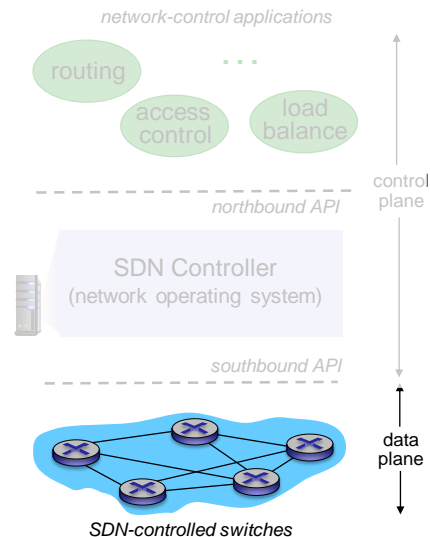 network-control applications
routing
...
access
control
load
balance
control
plane
northbound API
SDN Controller
(network operating system)
southbound API
data
plane
SDN-controlled switches